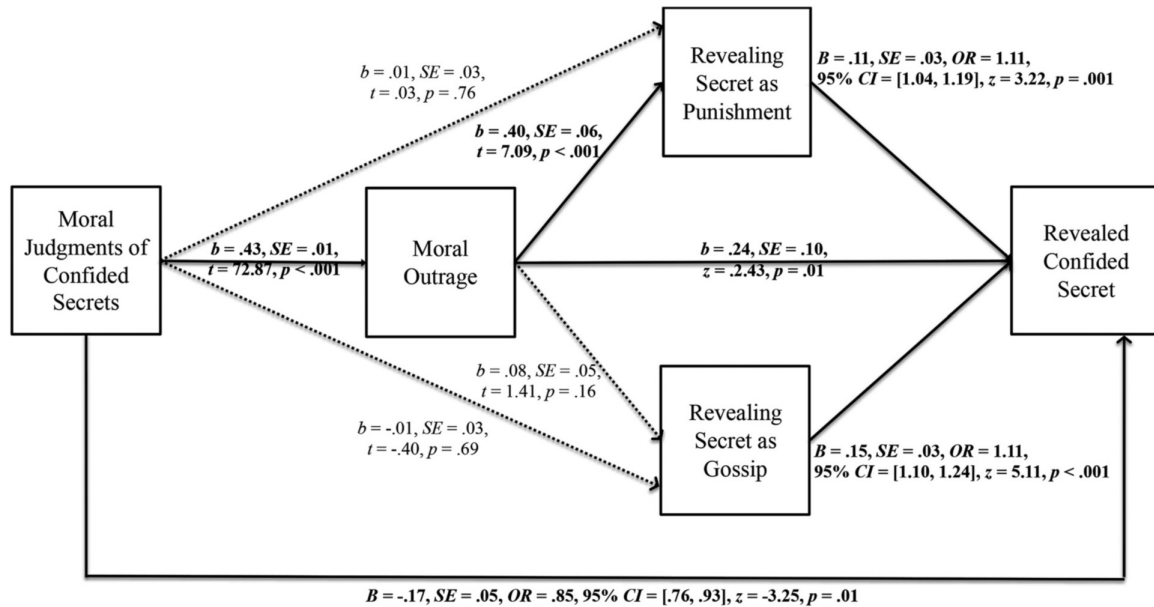 b = .01, SE = .03,
t = .03, p = .76
Revealing
Secret as
Punishment
B = .11, SE = .03, OR = 1.11,
95% CI = [1.04, 1.19], z = 3.22, p = .001
b = .40, SE = .06,
t = 7.09, p < .001
Moral
Judgments of
Confided
Secrets
b = .43, SE = .01,
t = 72.87, p < .001
Moral
Outrage
b = .24, SE = .10,
z = .2.43, p = .01
Revealed
Confided
Secret
b = .08, SE = .05,
t = 1.41, p = .16
b = -.01, SE = .03,
t = -.40, p = .69
Revealing
Secret as
Gossip
B = .15, SE = .03, OR = 1.11,
95% CI = [1.10, 1.24], z = 5.11, p < .001
B = -.17, SE = .05, OR = .85, 95% CI = [.76, .93], z = -3.25, p = .01